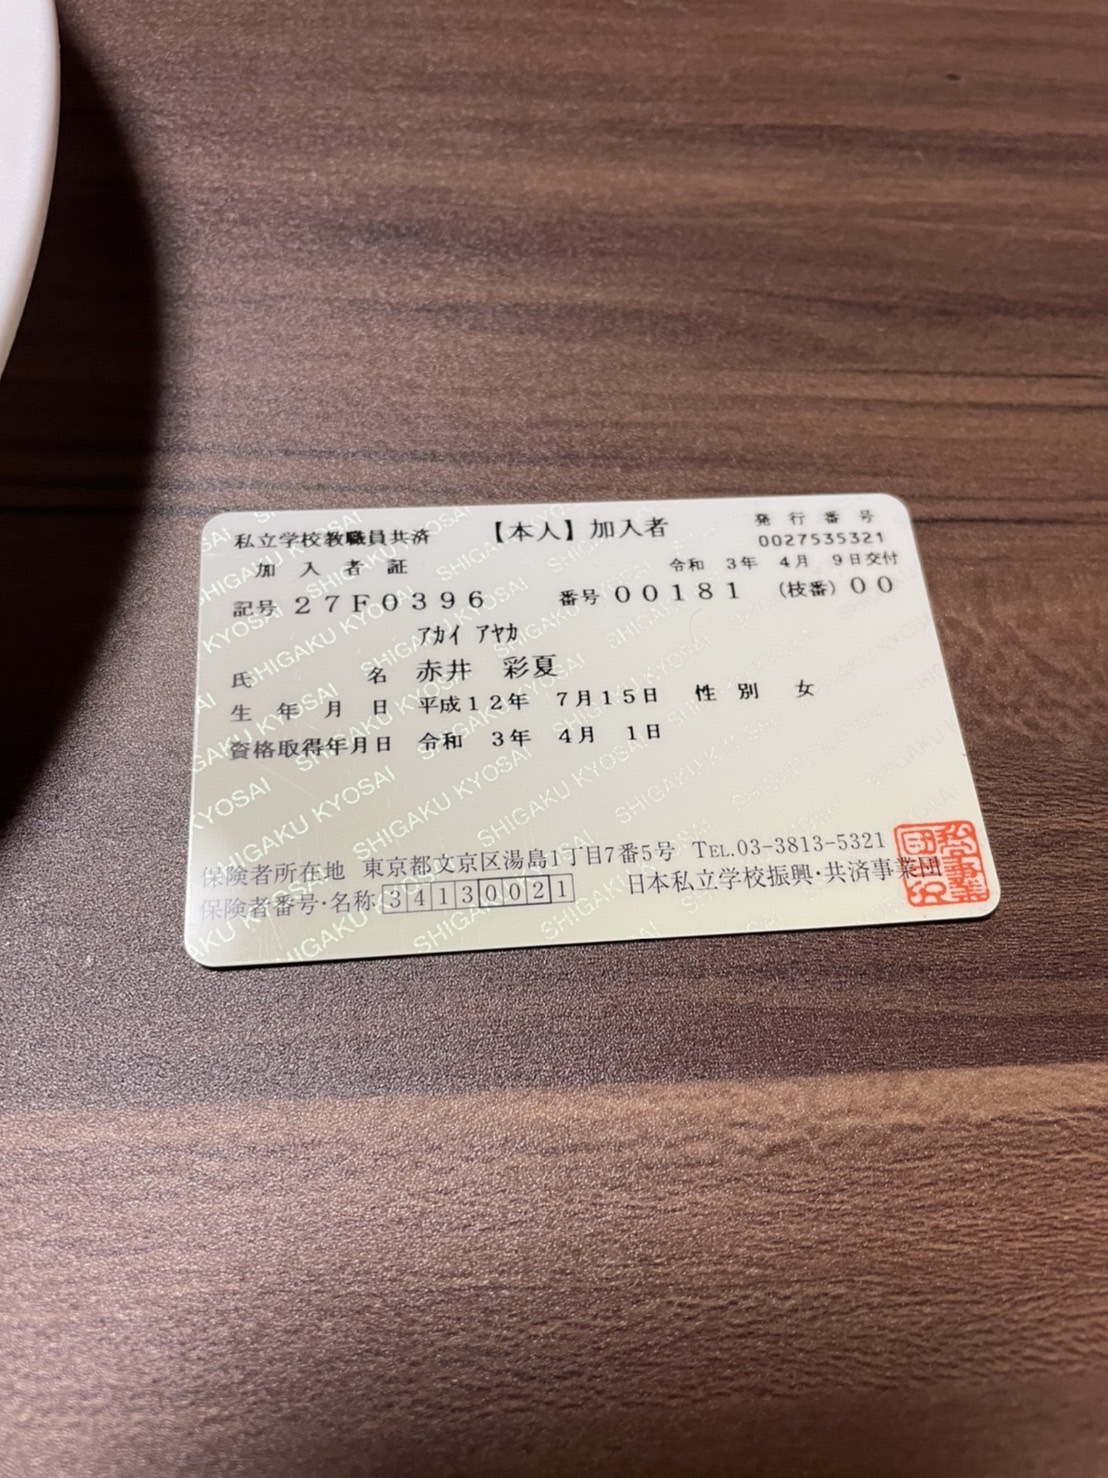 私立学校教職員共済 【本人】加入者 発行番号
0027535321
加入者証 令和 3年 4月 9日交付
記号 27F0396 番号 00181 (枝番) 00
アカイ アヤカ
氏名 赤井 彩夏
生年月日 平成12年 7月15日 性別 女
資格取得年月日 令和 3年 4月 1日
保険者所在地 東京都文京区湯島1丁目7番5号 TEL.03-3813-5321
保険者番号・名称 34130021 日本私立学校振興・共済事業団
SHIGAKU KYOSAI